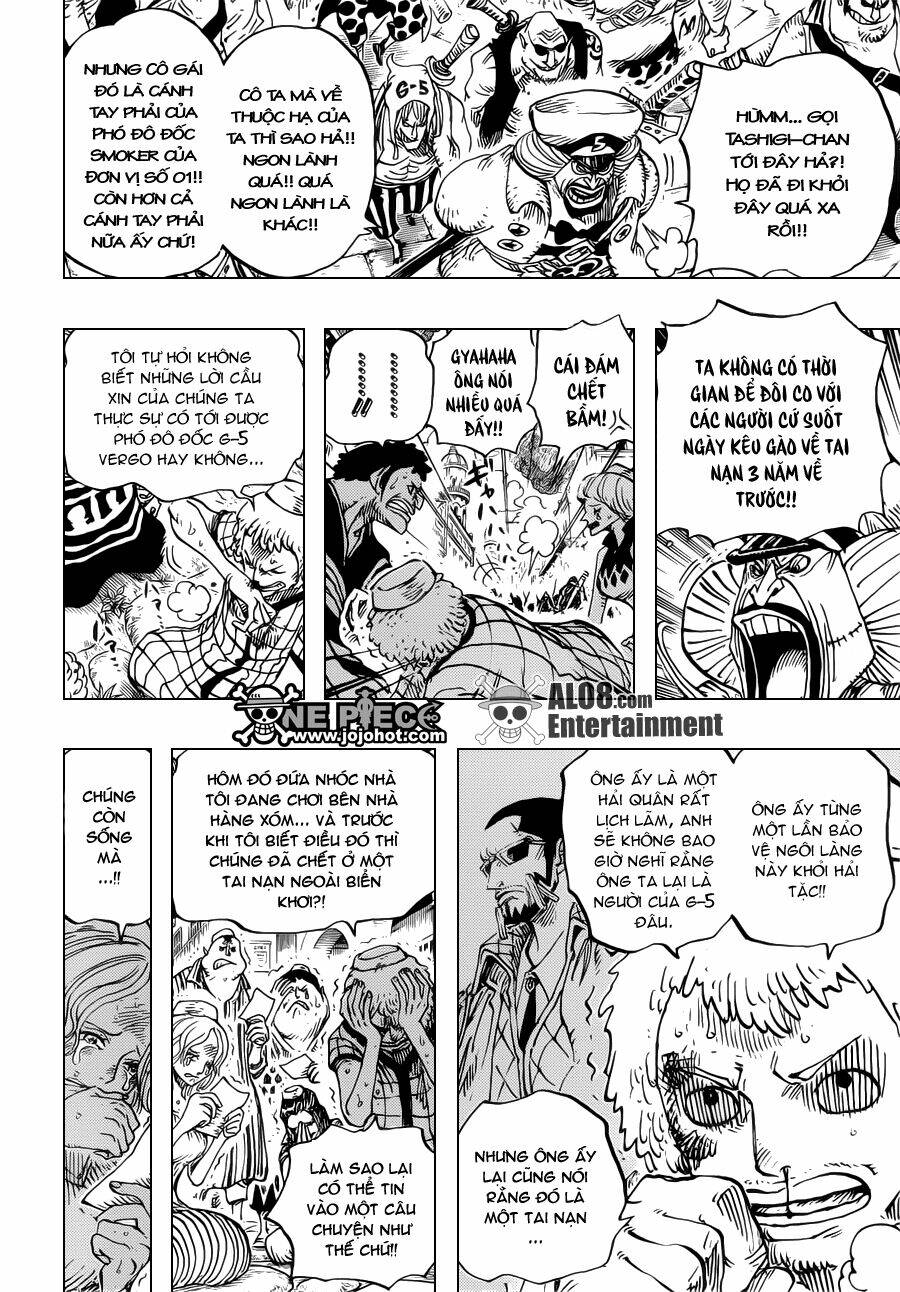 HỪMM... GỌI
TASHIGI-CHAN
TỚI ĐÂY HẢ?!
HỌ ĐÃ ĐI KHỎI
ĐÂY QUÁ XA
RỒI!!
5
G-5
CÔ TA MÀ VỀ
THUỘC HẠ CỦA
TA THÌ SAO HẢ!!
NGON LÀNH
QUÁ!! QUÁ
NGON LÀNH LÀ
KHÁC!!
NHƯNG CÔ GÁI
ĐÓ LÀ CÁNH
TAY PHẢI CỦA
PHÓ ĐÔ ĐỐC
SMOKER CỦA
ĐƠN VỊ SỐ 01!!
CÒN HƠN CẢ
CÁNH TAY PHẢI
NỮA ẤY CHỨ!
TA KHÔNG CÓ THỜI
GIAN ĐỂ ĐÔI CO VỚI
CÁC NGƯỜI CỨ SUỐT
NGÀY KÊU GÀO VỀ TAI
NẠN 3 NĂM VỀ
TRƯỚC!!
CÁI ĐÁM
CHẾT
BẦM!
GYAHAHA
ÔNG NÓI
NHIỀU QUÁ
ĐẤY!!
TÔI TỰ HỎI KHÔNG
BIẾT NHỮNG LỜI CẦU
XIN CỦA CHÚNG TA
THỰC SỰ CÓ TỚI ĐƯỢC
PHÓ ĐÔ ĐỐC G-5
VERGO HAY KHÔNG...
ONE PIECE
www.jojohot.com
ALO8.com
Entertainment
ÔNG ẤY TỪNG
MỘT LẦN BẢO
VỆ NGÔI LÀNG
NÀY KHỎI HẢI
TẶC!!
ÔNG ẤY LÀ MỘT
HẢI QUÂN RẤT
LỊCH LÃM, ANH
SẼ KHÔNG BAO
GIỜ NGHĨ RẰNG
ÔNG TA LẠI LÀ
NGƯỜI CỦA G-5
ĐÂU.
NHƯNG ÔNG ẤY
LẠI CŨNG NÓI
RẰNG ĐÓ LÀ
MỘT TAI NẠN
...
HÔM ĐÓ ĐỨA NHÓC NHÀ
TÔI ĐANG CHƠI BÊN NHÀ
HÀNG XÓM... VÀ TRƯỚC
KHI TÔI BIẾT ĐIỀU ĐÓ THÌ
CHÚNG ĐÃ CHẾT Ở MỘT
TAI NẠN NGOÀI BIỂN
KHƠI?!
LÀM SAO LẠI
CÓ THỂ TIN
VÀO MỘT CÂU
CHUYỆN NHƯ
THẾ CHỨ!!
CHÚNG
CÒN
SỐNG
MÀ
...!!